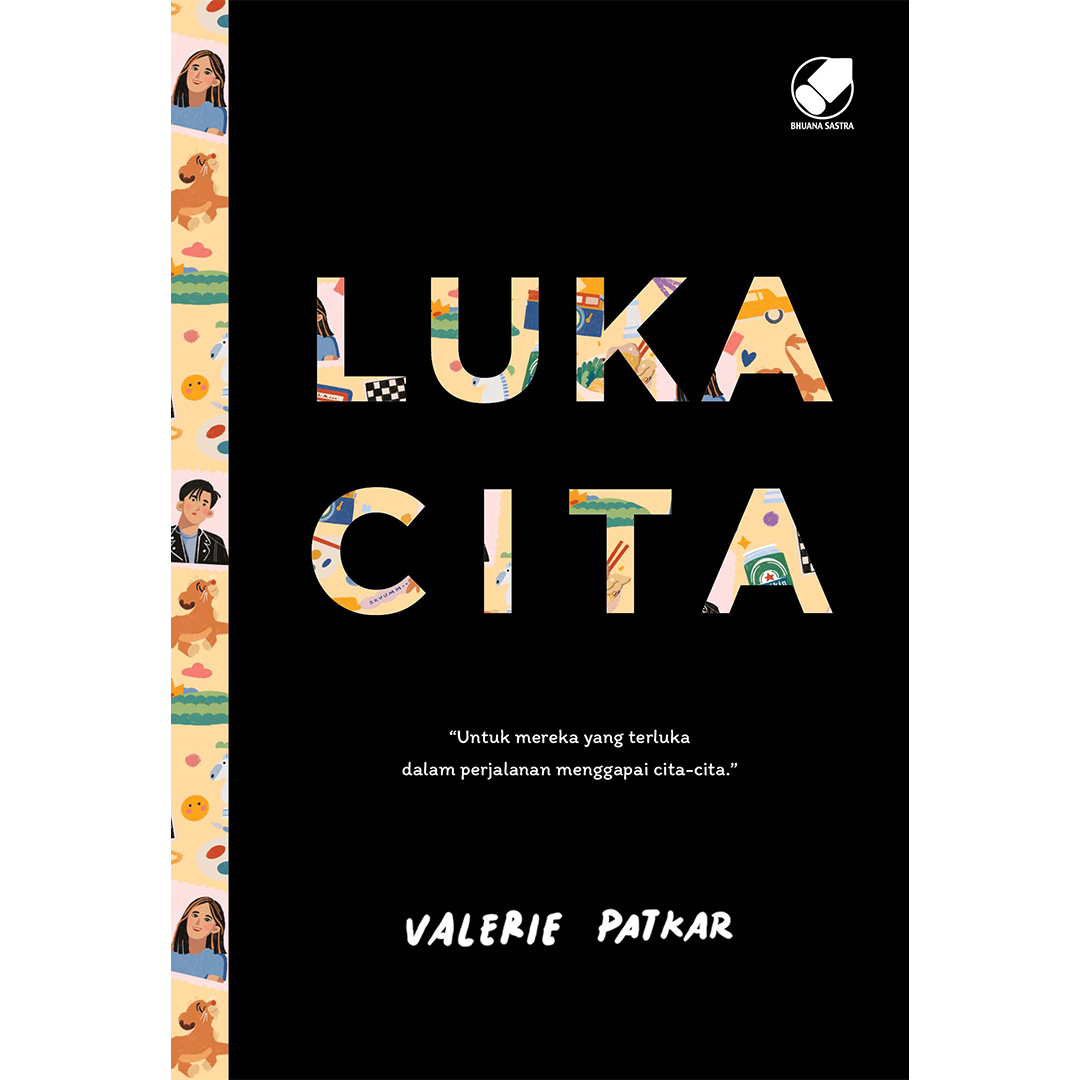 BHUANA SASTRA
LUKA
CITA
“Untuk mereka yang terluka
dalam perjalanan menggapai cita-cita.”
VALERIE PATKAR